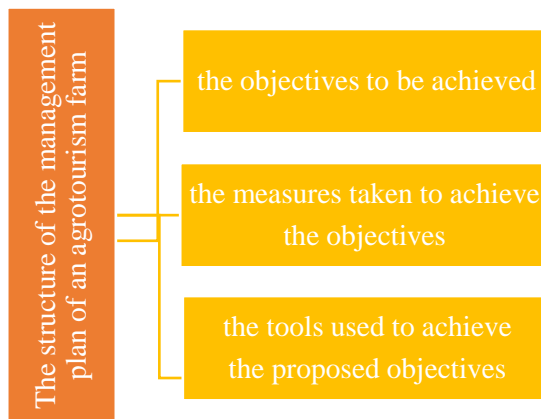 The structure of the management
plan of an agrotourism farm
the objectives to be achieved
the measures taken to achieve
the objectives
the tools used to achieve
the proposed objectives